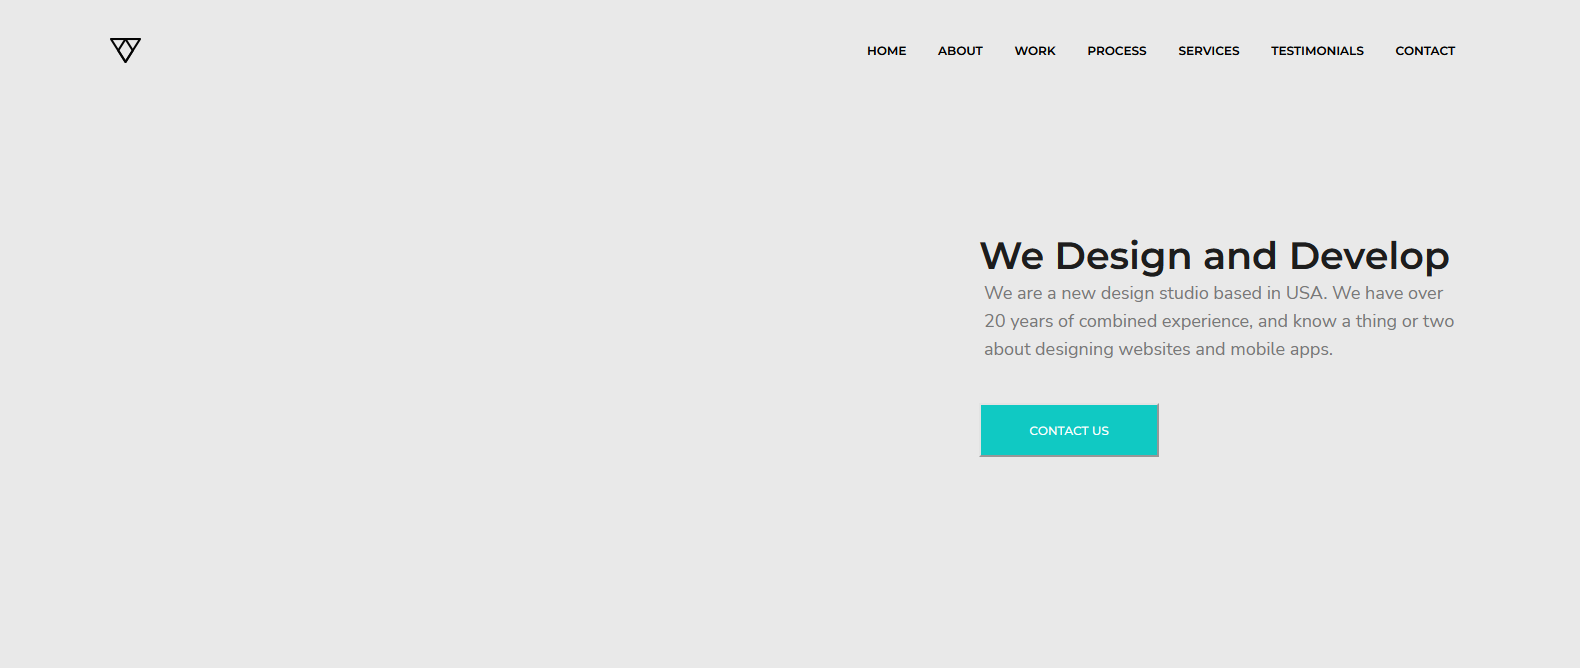 HOME ABOUT WORK PROCESS SERVICES TESTIMONIALS CONTACT
We Design and Develop
We are a new design studio based in USA. We have over
20 years of combined experience, and know a thing or two
about designing websites and mobile apps.
CONTACT US